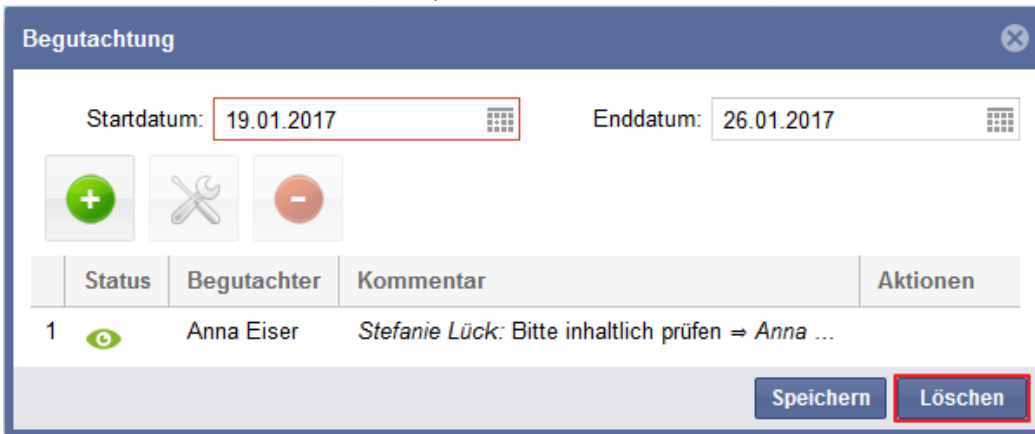 Begutachtung
Startdatum: 19.01.2017 Enddatum: 26.01.2017
Status Begutachter Kommentar Aktionen
1 Anna Eiser Stefanie Lück: Bitte inhaltlich prüfen ⇒ Anna ...
Speichern Löschen